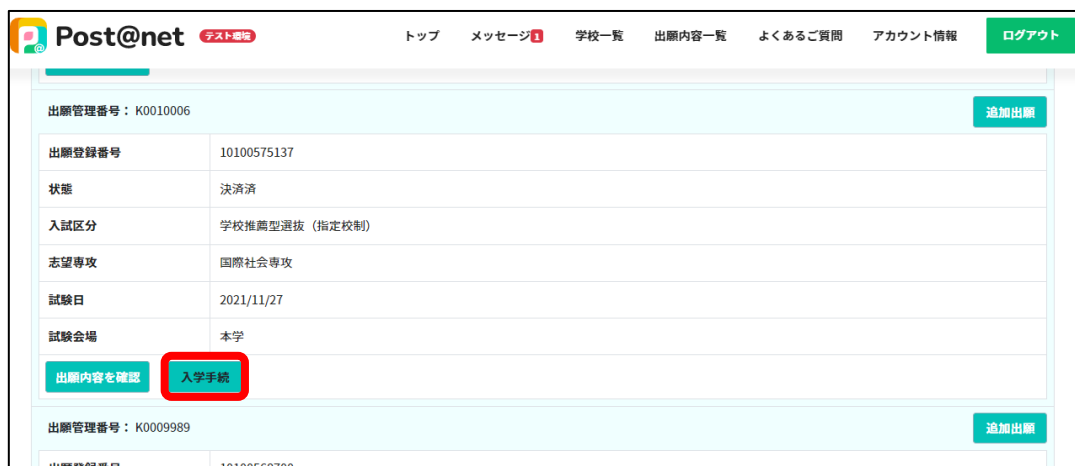 Post@net テスト環境 トップ メッセージ1 学校一覧 出願内容一覧 よくあるご質問 アカウント情報 ログアウト
出願管理番号： K0010006 追加出願
出願登録番号 10100575137
状態 決済済
入試区分 学校推薦型選抜（指定校制）
志望専攻 国際社会専攻
試験日 2021/11/27
試験会場 本学
出願内容を確認 入学手続
出願管理番号： K0009989 追加出願